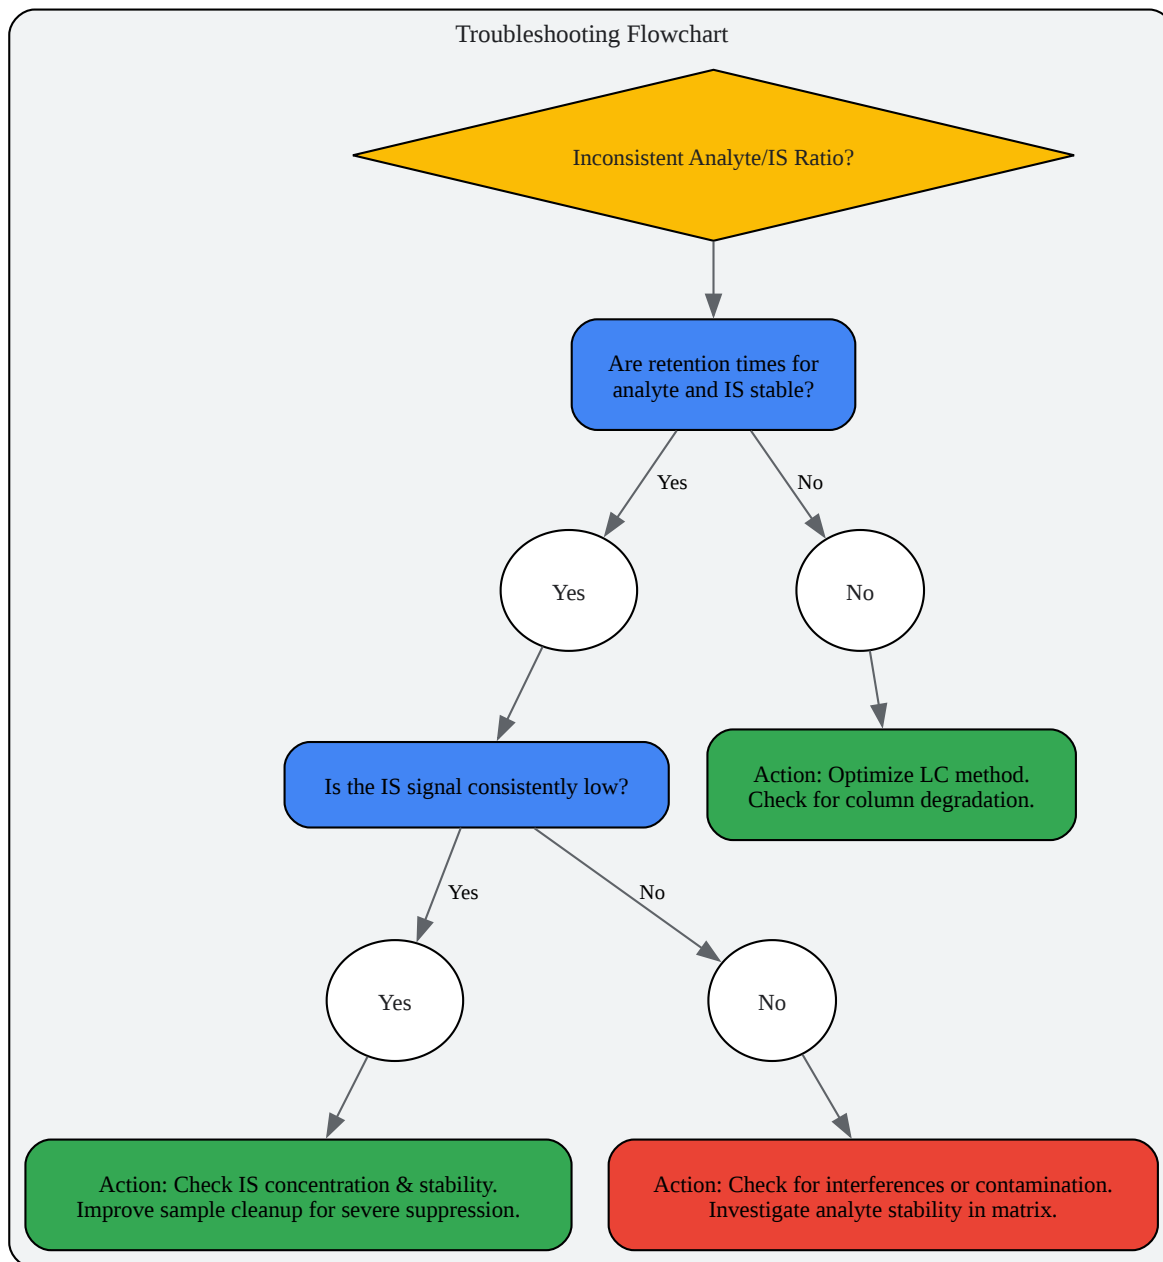 Troubleshooting Flowchart
Inconsistent Analyte/IS Ratio?
Are retention times for
analyte and IS stable?
Yes
No
Yes
No
Is the IS signal consistently low?
Action: Optimize LC method.
Check for column degradation.
Yes
No
Yes
No
Action: Check IS concentration & stability.
Improve sample cleanup for severe suppression.
Action: Check for interferences or contamination.
Investigate analyte stability in matrix.